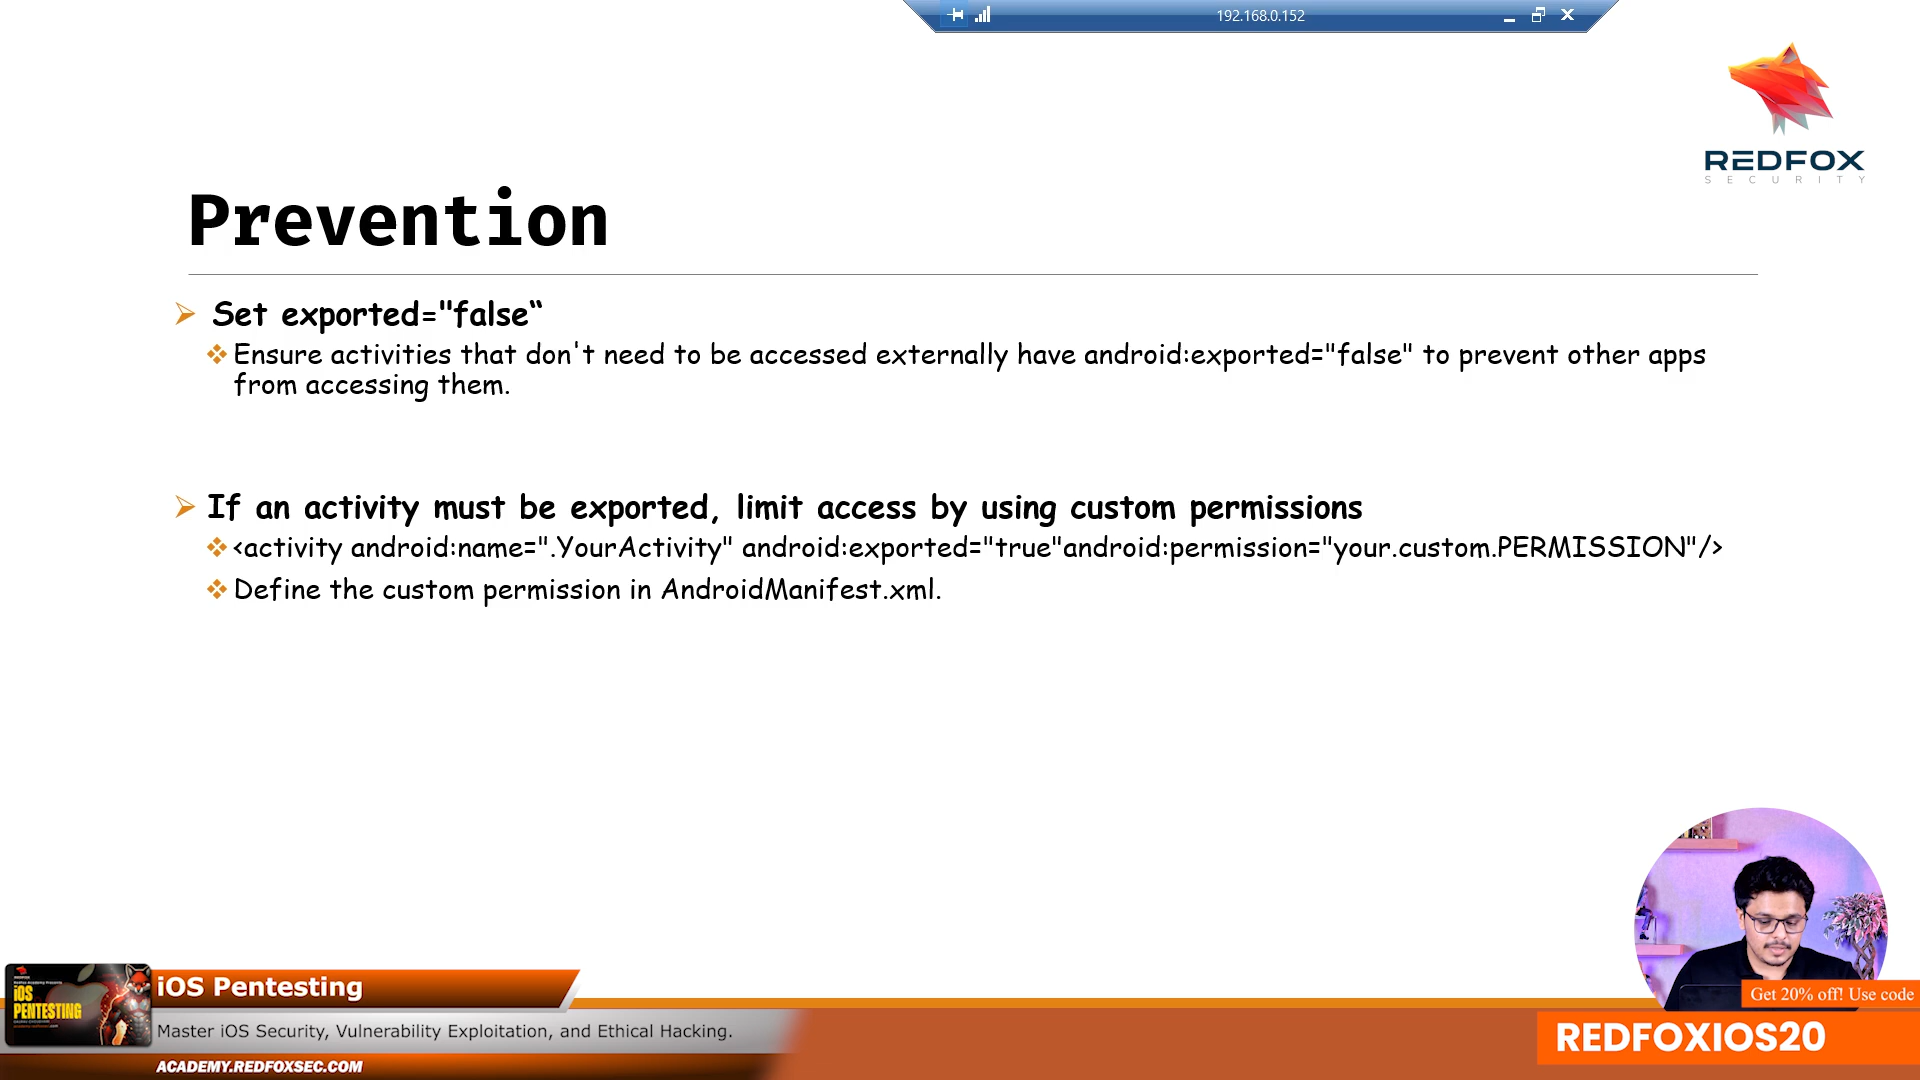 192.168.0.152
REDFOX
SECURITY
Prevention
Set exported="false“
Ensure activities that don't need to be accessed externally have android:exported="false" to prevent other apps
from accessing them.
If an activity must be exported, limit access by using custom permissions
<activity android:name=".YourActivity" android:exported="true"android:permission="your.custom.PERMISSION"/>
Define the custom permission in AndroidManifest.xml.
iOS
PENTESTING
iOS Pentesting
Master iOS Security, Vulnerability Exploitation, and Ethical Hacking.
ACADEMY.REDFOXSEC.COM
Get 20% off! Use code
REDFOXIOS20